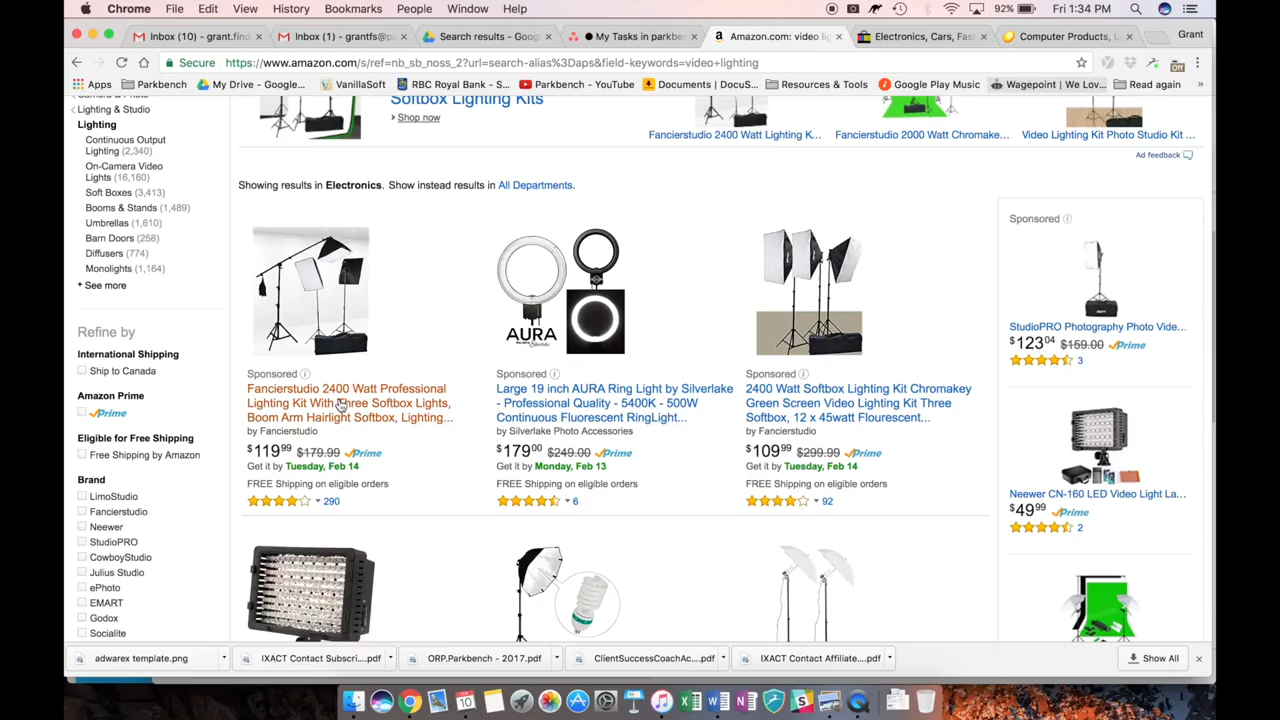 Chrome File Edit View History Bookmarks People Window Help 92% Fri 1:34 PM
Inbox (10) - grant.find
Inbox (1) - grantfs@p
Search results - Goog
● My Tasks in parkben
Amazon.com: video lig
Electronics, Cars, Fash
Computer Products, L
Grant
Secure https://www.amazon.com/s/ref=nb_sb_noss_2?url=search-alias%3Daps&field-keywords=video+lighting
Apps Parkbench My Drive - Google... VanillaSoft RBC Royal Bank - S... Parkbench - YouTube Documents | DocuS... Resources & Tools Google Play Music Wagepoint | We Lov... Read again »
Lighting & Studio
Lighting
Continuous Output
Lighting (2,340)
On-Camera Video
Lights (16,160)
Soft Boxes (3,413)
Booms & Stands (1,489)
Umbrellas (1,610)
Barn Doors (258)
Diffusers (774)
Monolights (1,164)
+ See more
Refine by
International Shipping
Ship to Canada
Amazon Prime
Prime
Eligible for Free Shipping
Free Shipping by Amazon
Brand
LimoStudio
Fancierstudio
Neewer
StudioPRO
CowboyStudio
Julius Studio
ePhoto
EMART
Godox
Socialite
Softbox Lighting Kits
› Shop now
Fancierstudio 2400 Watt Lighting K...
Fancierstudio 2000 Watt Chromake...
Video Lighting Kit Photo Studio Kit ...
Ad feedback
Showing results in Electronics. Show instead results in All Departments.
Sponsored
Fancierstudio 2400 Watt Professional
Lighting Kit With Three Softbox Lights,
Boom Arm Hairlight Softbox, Lighting...
by Fancierstudio
$119 99 $179.99 Prime
Get it by Tuesday, Feb 14
FREE Shipping on eligible orders
290
AURA
Sponsored
Large 19 inch AURA Ring Light by Silverlake
- Professional Quality - 5400K - 500W
Continuous Fluorescent RingLight...
by Silverlake Photo Accessories
$179 00 $249.00 Prime
Get it by Monday, Feb 13
FREE Shipping on eligible orders
6
Sponsored
2400 Watt Softbox Lighting Kit Chromakey
Green Screen Video Lighting Kit Three
Softbox, 12 x 45watt Flourescent...
by Fancierstudio
$109 99 $299.99 Prime
Get it by Tuesday, Feb 14
FREE Shipping on eligible orders
92
Sponsored
StudioPRO Photography Photo Vide...
$123 04 $159.00 Prime
3
Neewer CN-160 LED Video Light La...
$49 99 Prime
2
adwarex template.png
IXACT Contact Subscri....pdf
ORP.Parkbench - 2017.pdf
ClientSuccessCoachAc....pdf
IXACT Contact Affiliate....pdf
Show All